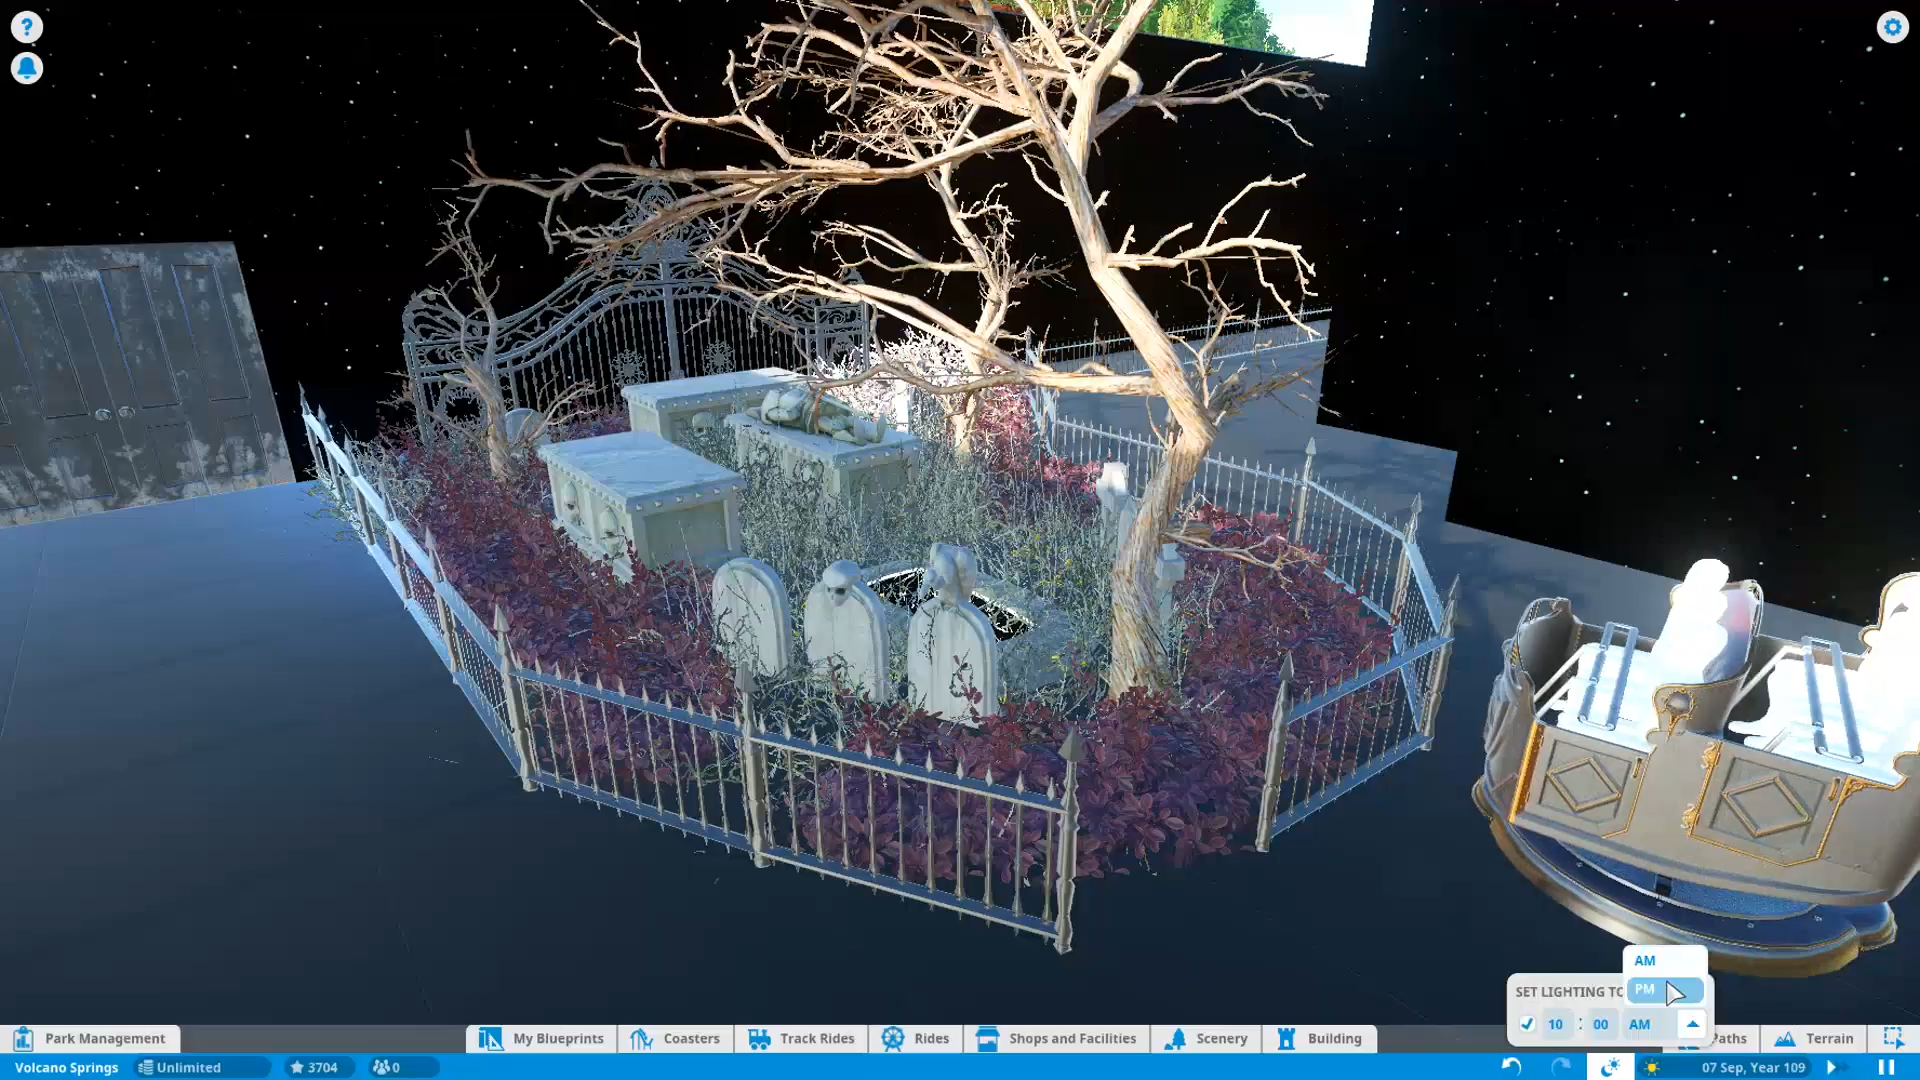 ?
AM
PM
SET LIGHTING TO
10 : 00 AM
Park Management
My Blueprints
Coasters
Track Rides
Rides
Shops and Facilities
Scenery
Building
Paths
Terrain
Volcano Springs
Unlimited
3704
0
07 Sep, Year 109